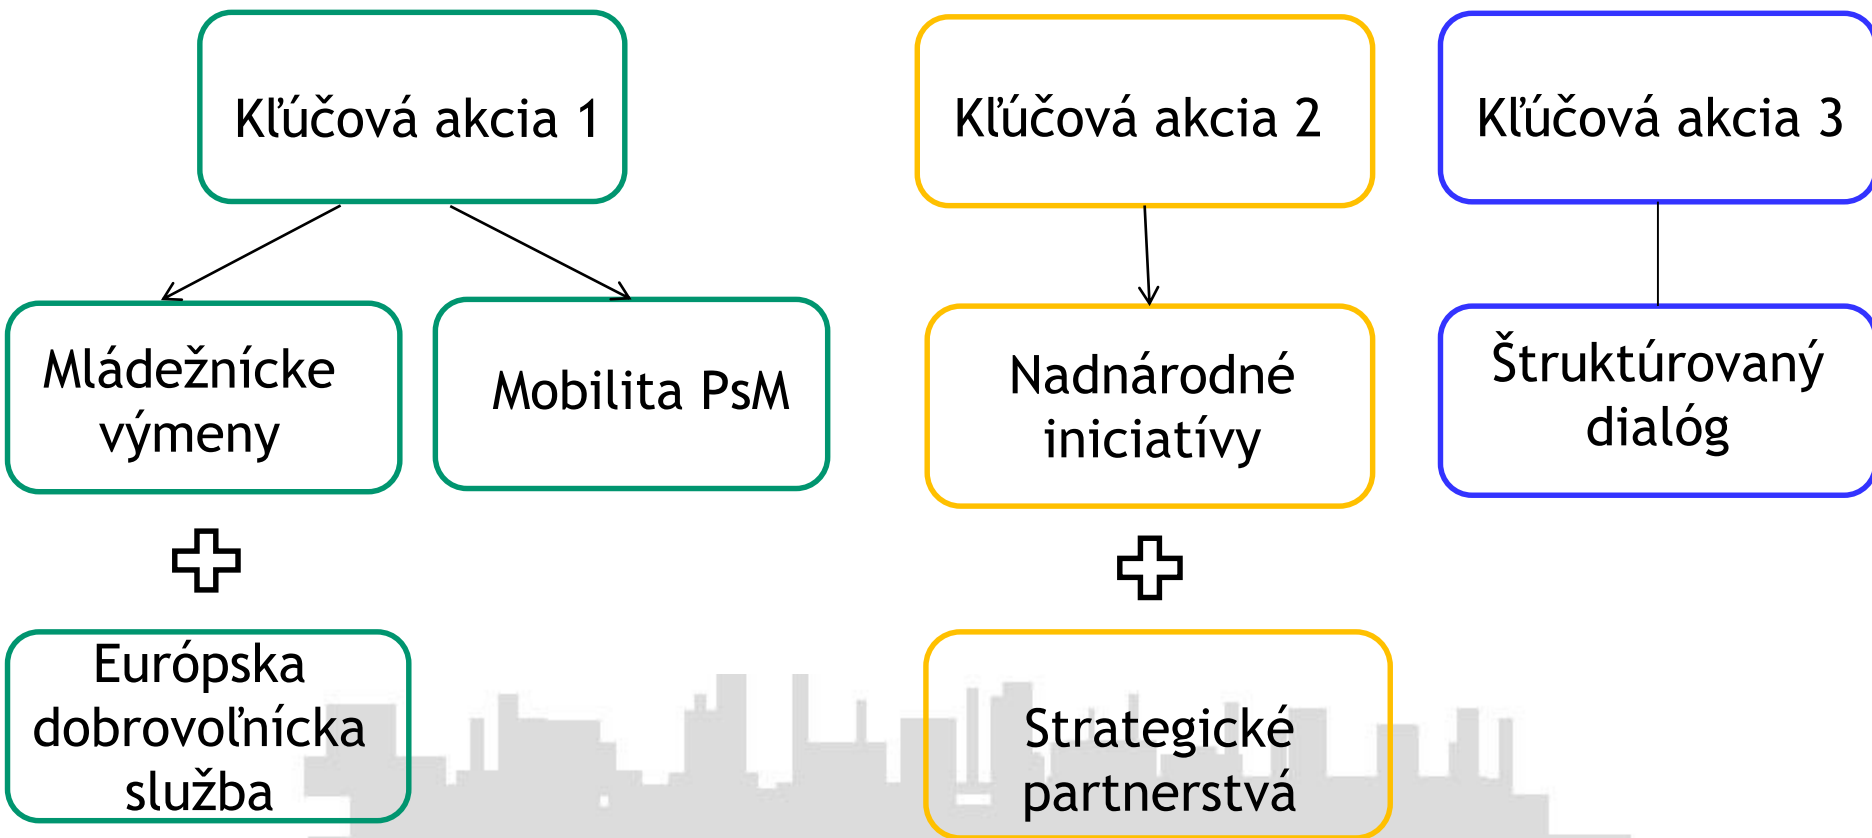 Kľúčová akcia 1
Kľúčová akcia 2
Kľúčová akcia 3
Mládežnícke
výmeny
Mobilita PsM
Nadnárodné
iniciatívy
Štruktúrovaný
dialóg
Európska
dobrovoľnícka
služba
Strategické
partnerstvá